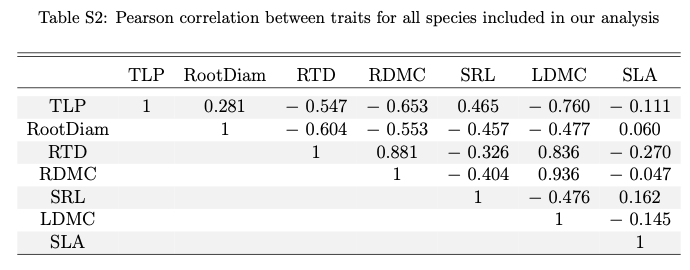 Table S2: Pearson correlation between traits for all species included in our analysis
TLP RootDiam RTD RDMC SRL LDMC SLA
TLP 1 0.281 − 0.547 − 0.653 0.465 − 0.760 − 0.111
RootDiam 1 − 0.604 − 0.553 − 0.457 − 0.477 0.060
RTD 1 0.881 − 0.326 0.836 − 0.270
RDMC 1 − 0.404 0.936 − 0.047
SRL 1 − 0.476 0.162
LDMC 1 − 0.145
SLA 1